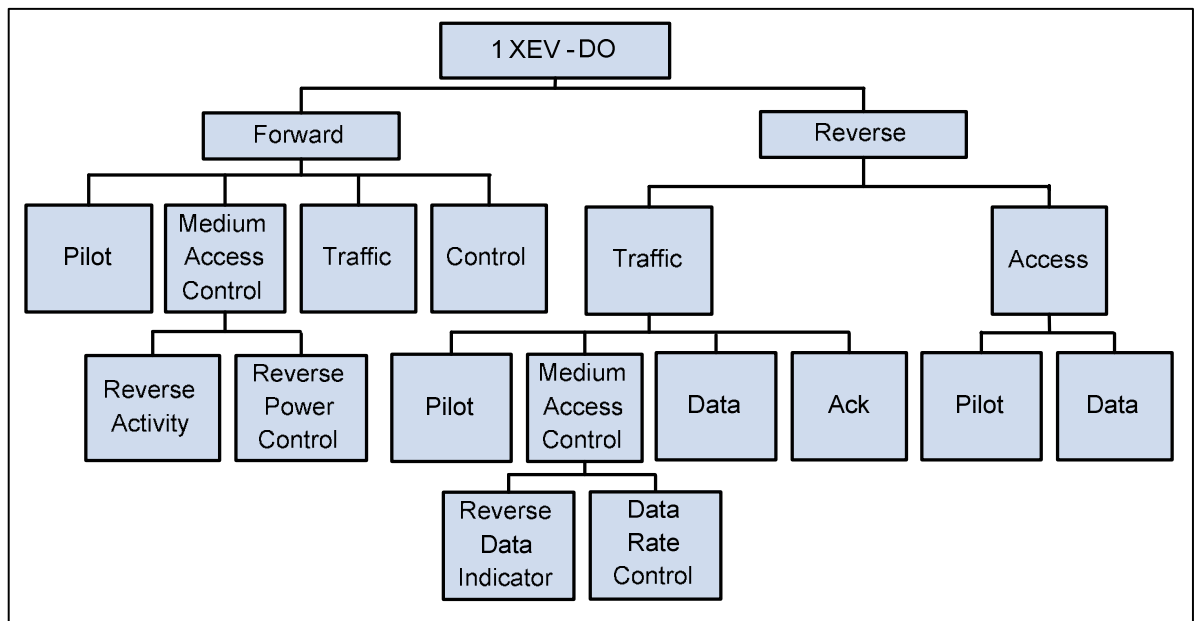 1 XEV - DO
Forward
Reverse
Pilot
Medium
Access
Control
Traffic
Control
Traffic
Access
Reverse
Activity
Reverse
Power
Control
Pilot
Medium
Access
Control
Data
Ack
Pilot
Data
Reverse
Data
Indicator
Data
Rate
Control